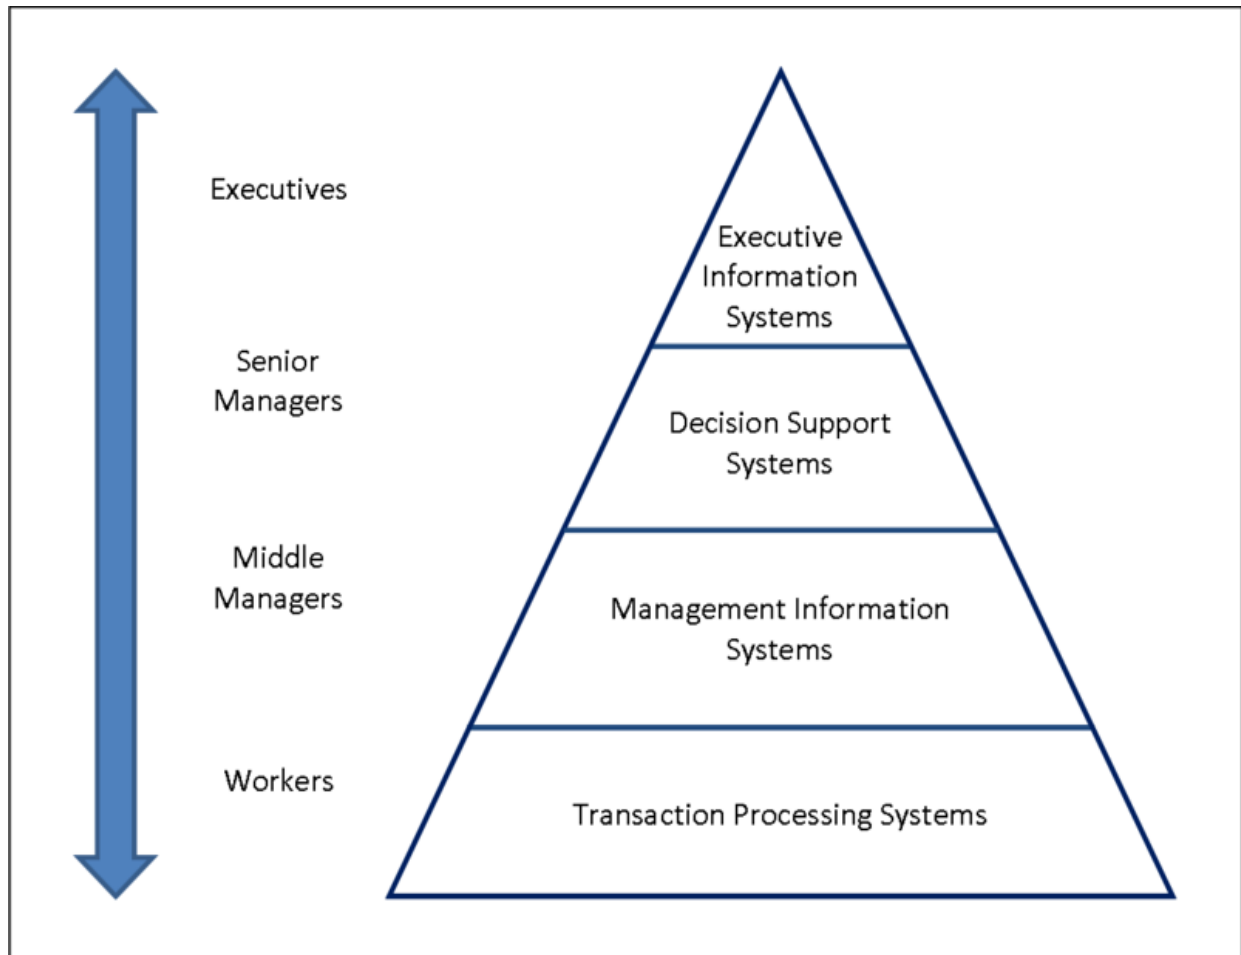 Executives
Executive
Information
Systems
Senior
Managers
Decision Support
Systems
Middle
Managers
Management Information
Systems
Workers
Transaction Processing Systems